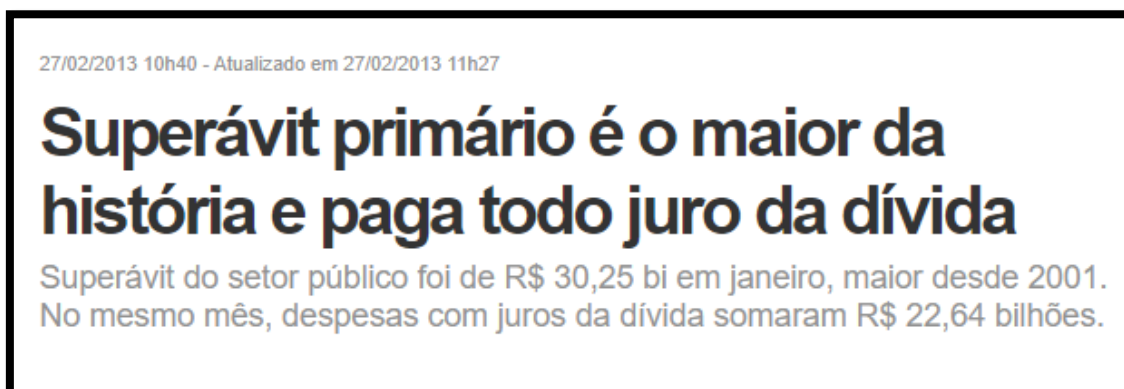 27/02/2013 10h40 - Atualizado em 27/02/2013 11h27
Superávit primário é o maior da
história e paga todo juro da dívida
Superávit do setor público foi de R$ 30,25 bi em janeiro, maior desde 2001.
No mesmo mês, despesas com juros da dívida somaram R$ 22,64 bilhões.